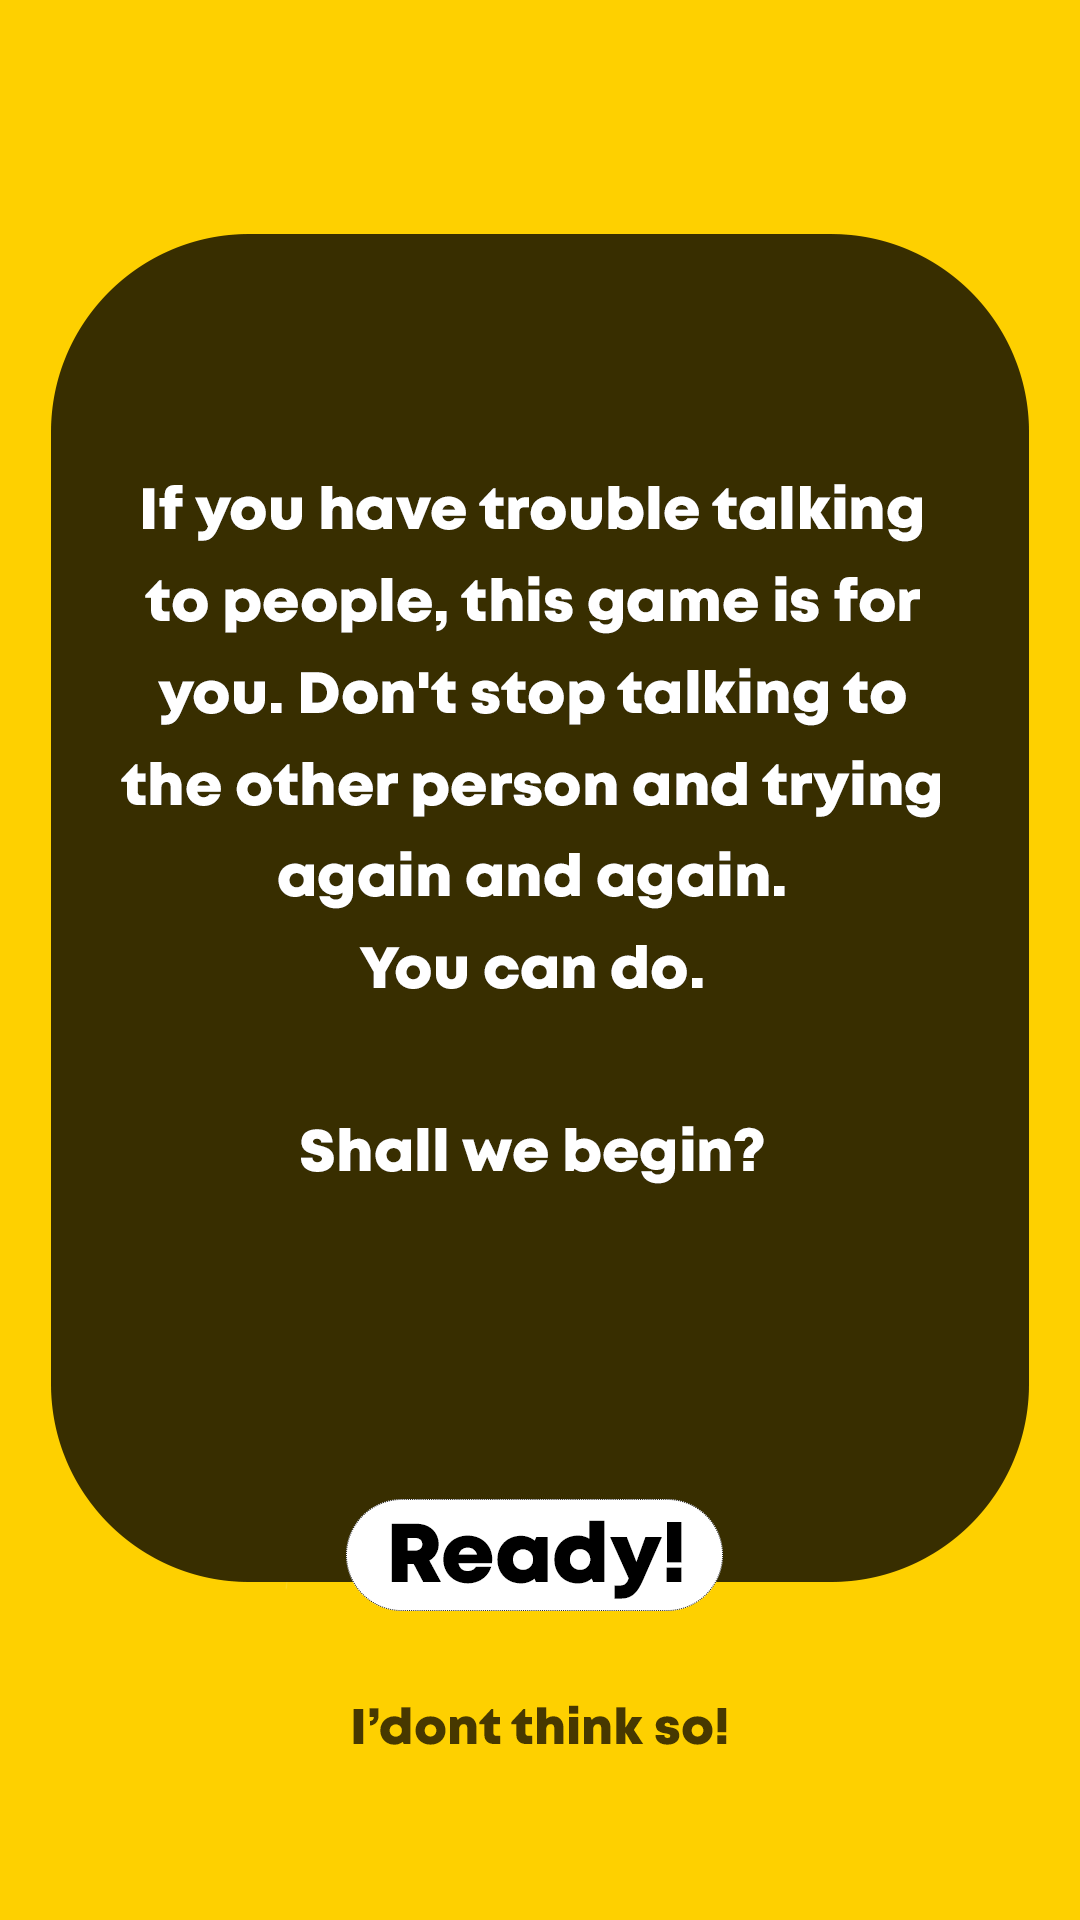 If you have trouble talking
to people, this game is for
you. Don't stop talking to
the other person and trying
again and again.
You can do.
Shall we begin?
Ready!
I’dont think so!